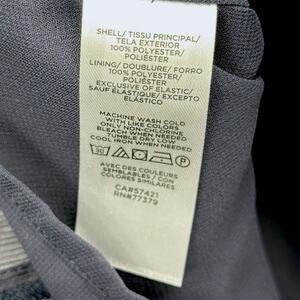 SHELL/ TISSU PRINCIPAL/
TELA EXTERIOR
100% POLYESTER/
POLIÉSTER
LINING/ DOUBLURE/ FORRO
100% POLYESTER/
POLIÉSTER
EXCLUSIVE OF ELASTIC/
SAUF ÉLASTIQUE/ EXCEPTO
ELÁSTICO
MACHINE WASH COLD
WITH LIKE COLORS
ONLY NON-CHLORINE
BLEACH WHEN NEEDED
TUMBLE DRY LOW
COOL IRON WHEN NEEDED
30 P
AVEC DES COULEURS
SEMBLABLES / CON
COLORES SIMILARES
CA#57421
RN#77379